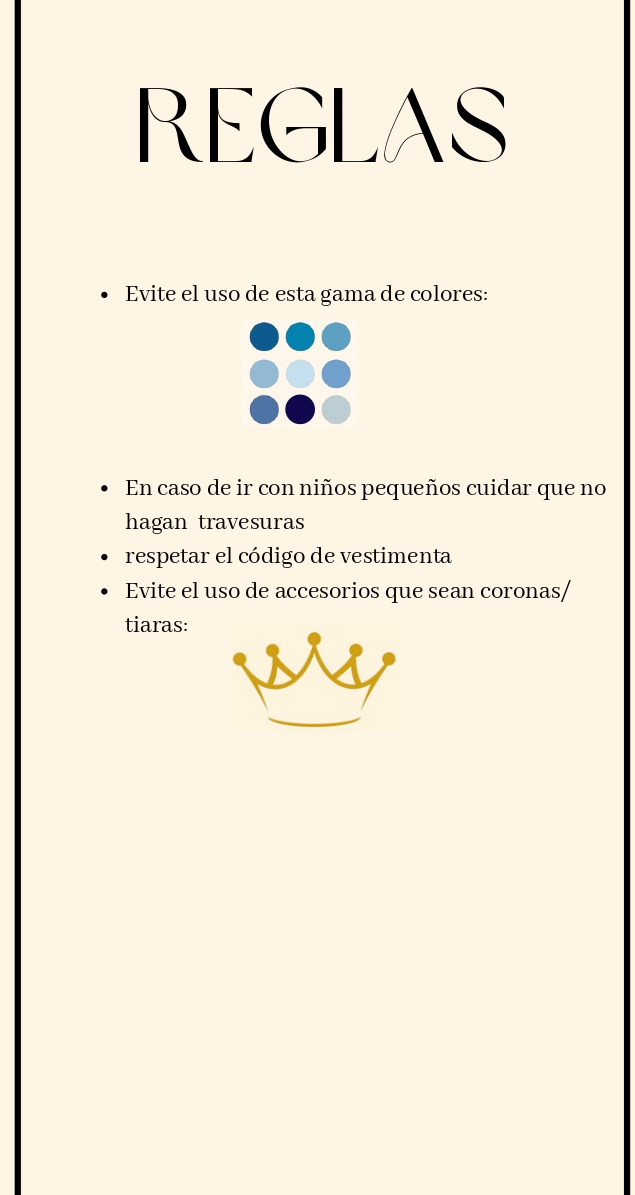 REGLAS
• Evite el uso de esta gama de colores:
• En caso de ir con niños pequeños cuidar que no
hagan  travesuras
• respetar el código de vestimenta
• Evite el uso de accesorios que sean coronas/
tiaras: